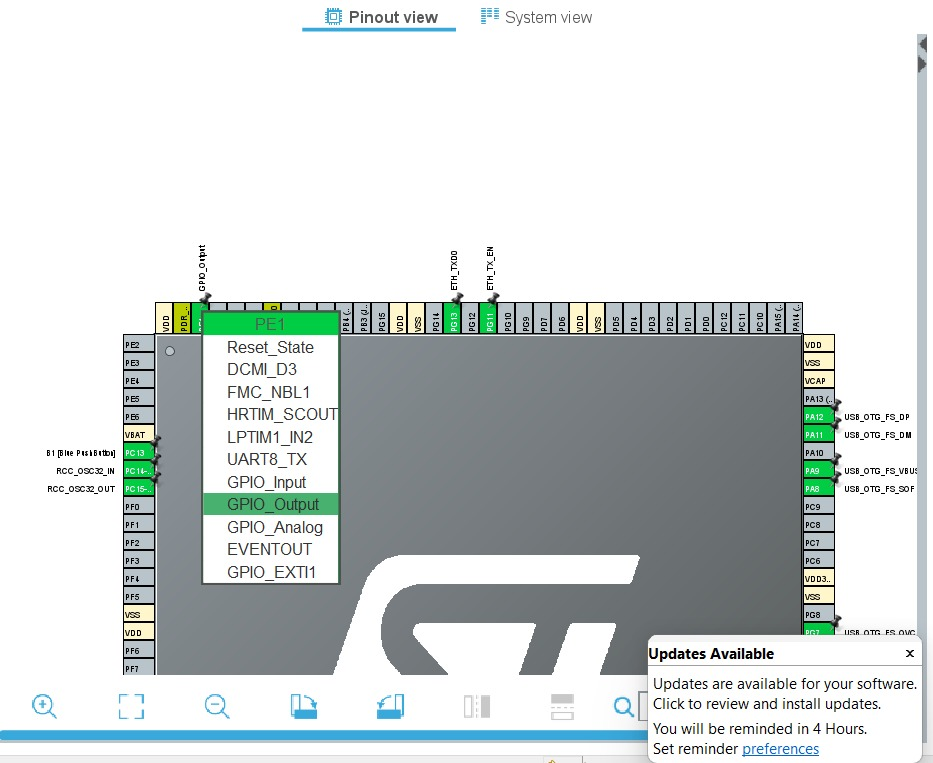 Pinout view
System view
GPIO_Output
ETH_TXD0
ETH_TX_EN
VDD
PDR_..
PB4 (..
PB3 (J..
PG15
VDD
VSS
PG14
PG13
PG12
PG11
PG10
PG9
PD7
PD6
VDD
VSS
PD5
PD4
PD3
PD2
PD1
PD0
PC12
PC11
PC10
PA15 (..
PA14 (..
PE1
Reset_State
DCMI_D3
FMC_NBL1
HRTIM_SCOUT
LPTIM1_IN2
UART8_TX
GPIO_Input
GPIO_Output
GPIO_Analog
EVENTOUT
GPIO_EXTI1
PE2
PE3
PE4
PE5
PE6
VBAT
B1 [Blue PushButton] PC13
RCC_OSC32_IN PC14-..
RCC_OSC32_OUT PC15-..
PF0
PF1
PF2
PF3
PF4
PF5
VSS
VDD
PF6
PF7
VDD
VSS
VCAP
PA13 (..
PA12 USB_OTG_FS_DP
PA11 USB_OTG_FS_DM
PA10
PA9 USB_OTG_FS_VBUS
PA8 USB_OTG_FS_SOF
PC9
PC8
PC7
PC6
VDD3..
VSS
PG8
PG7 USB_OTG_FS_OVC
Updates Available x
Updates are available for your software.
Click to review and install updates.
You will be reminded in 4 Hours.
Set reminder preferences